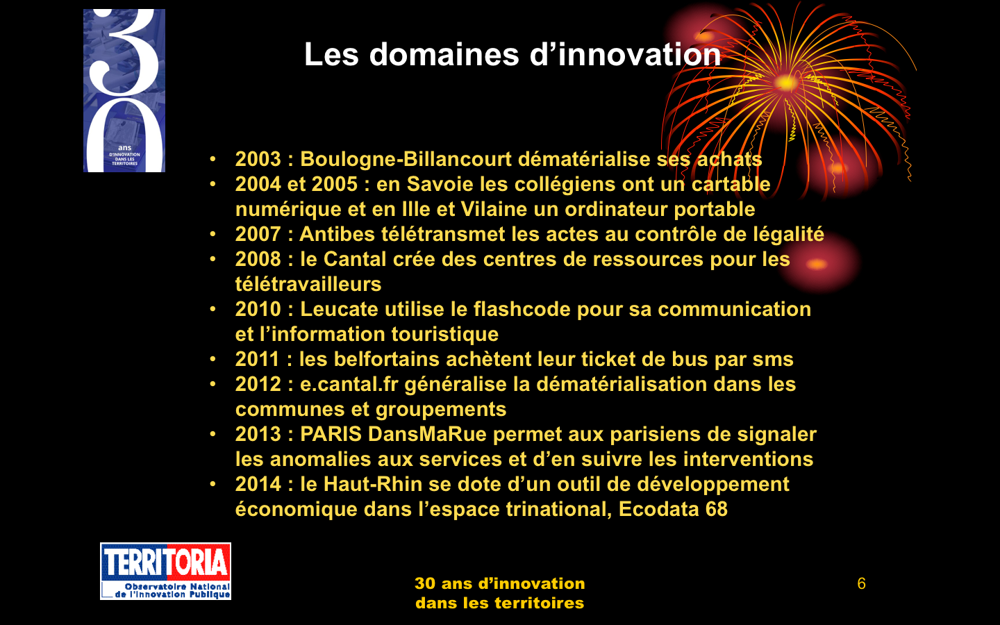 30
ans
D'INNOVATION
DANS LES
TERRITOIRES
Les domaines d’innovation
• 2003 : Boulogne-Billancourt dématérialise ses achats
• 2004 et 2005 : en Savoie les collégiens ont un cartable
numérique et en Ille et Vilaine un ordinateur portable
• 2007 : Antibes télétransmet les actes au contrôle de légalité
• 2008 : le Cantal crée des centres de ressources pour les
télétravailleurs
• 2010 : Leucate utilise le flashcode pour sa communication
et l’information touristique
• 2011 : les belfortains achètent leur ticket de bus par sms
• 2012 : e.cantal.fr généralise la dématérialisation dans les
communes et groupements
• 2013 : PARIS DansMaRue permet aux parisiens de signaler
les anomalies aux services et d’en suivre les interventions
• 2014 : le Haut-Rhin se dote d’un outil de développement
économique dans l’espace trinational, Ecodata 68
TERRITORIA
Observatoire National
de l'Innovation Publique
30 ans d’innovation
dans les territoires
6